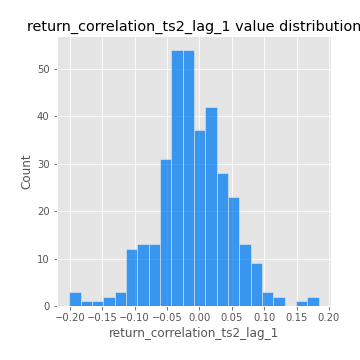 return_correlation_ts2_lag_1 value distribution
50
40
30
20
10
0
Count
−0.20 −0.15 −0.10 −0.05 0.00 0.05 0.10 0.15 0.20
return_correlation_ts2_lag_1